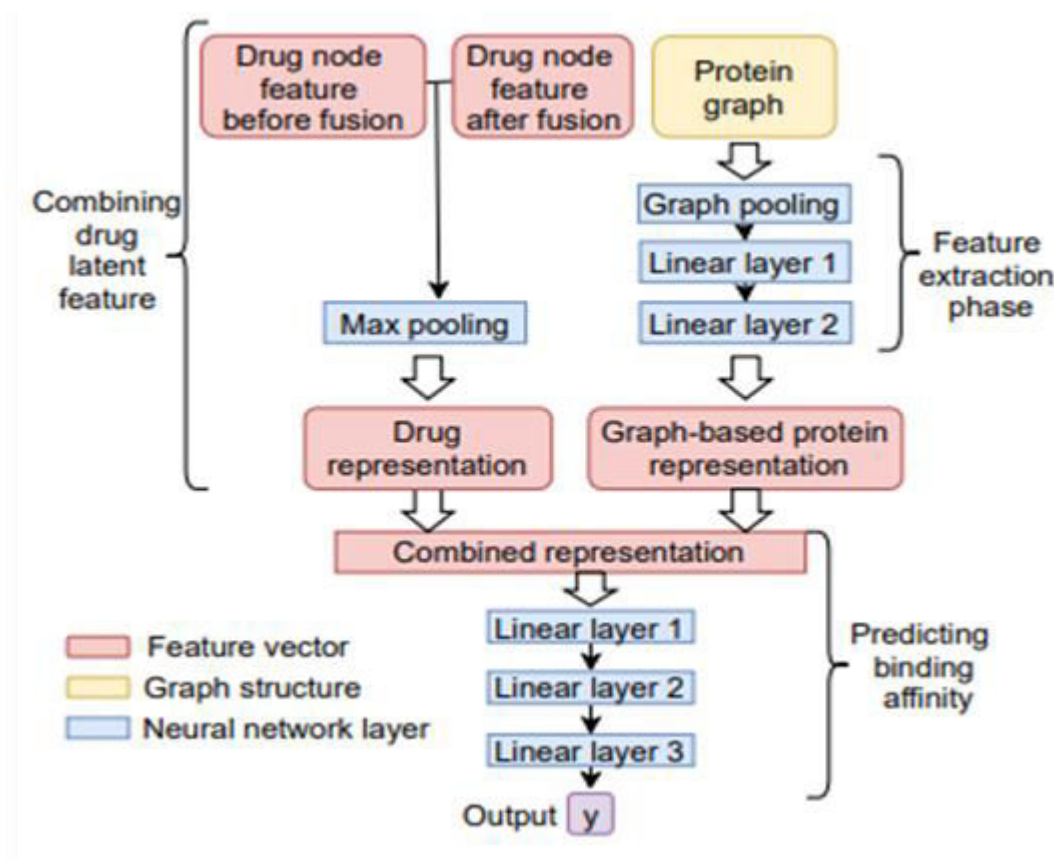 Drug node
feature
before fusion
Drug node
feature
after fusion
Protein
graph
Combining
drug
latent
feature
Graph pooling
Linear layer 1
Linear layer 2
Feature
extraction
phase
Max pooling
Drug
representation
Graph-based protein
representation
Combined representation
Linear layer 1
Linear layer 2
Linear layer 3
Predicting
binding
affinity
Feature vector
Graph structure
Neural network layer
Output y